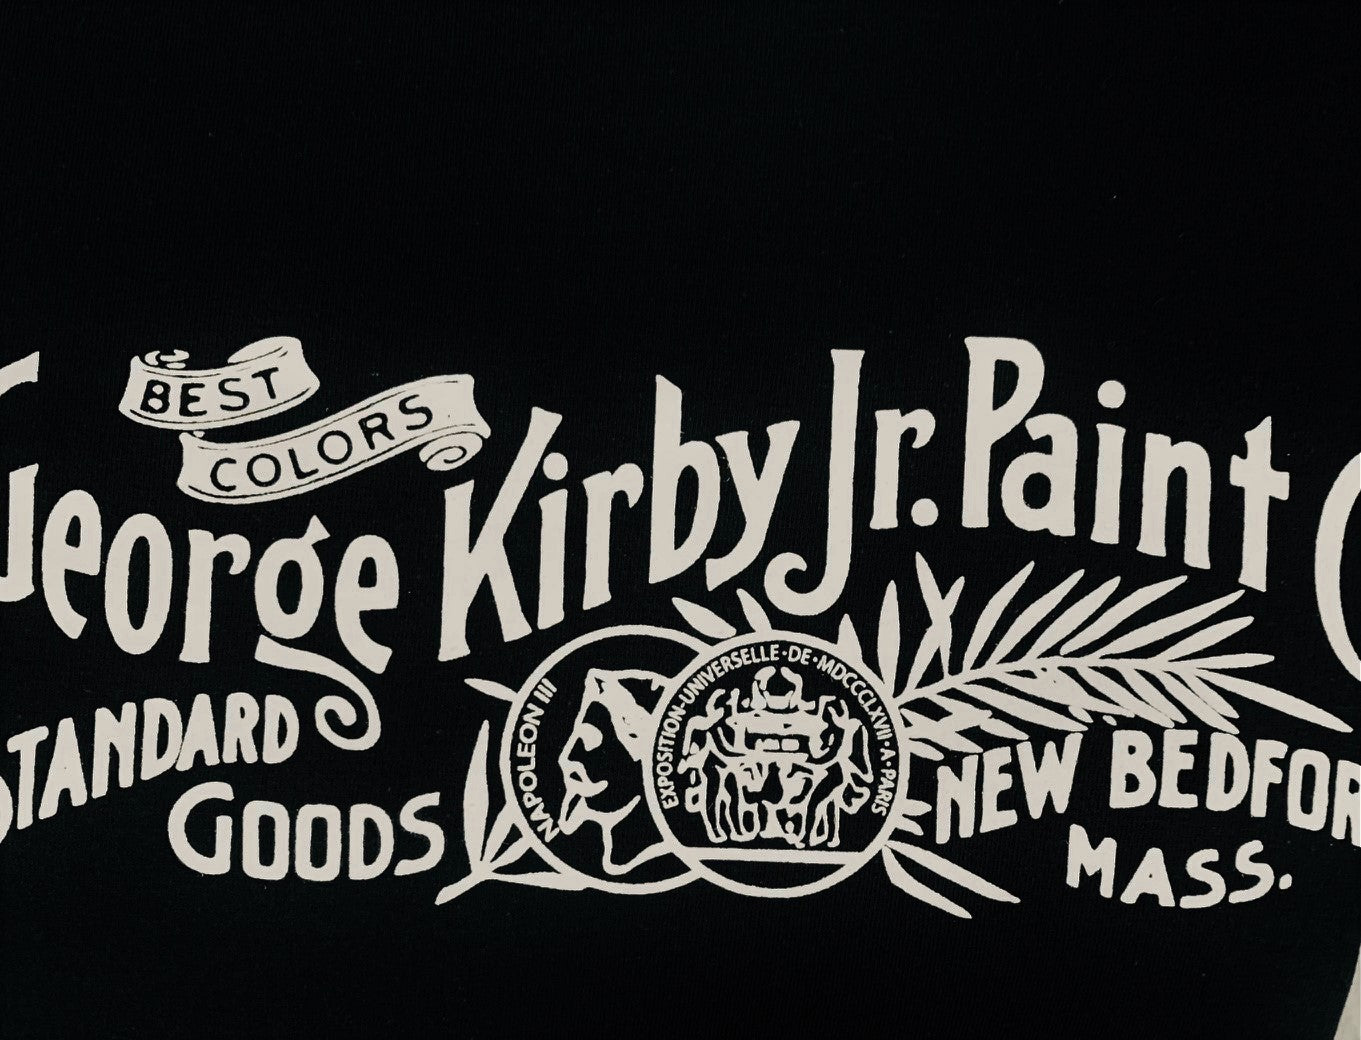 BEST
COLORS
George Kirby Jr. Paint C
STANDARD
GOODS
NAPOLEON III
EXPOSITION-UNIVERSELLE·DE·MDCCCLXVII·A·PARIS
NEW BEDFOR
MASS.